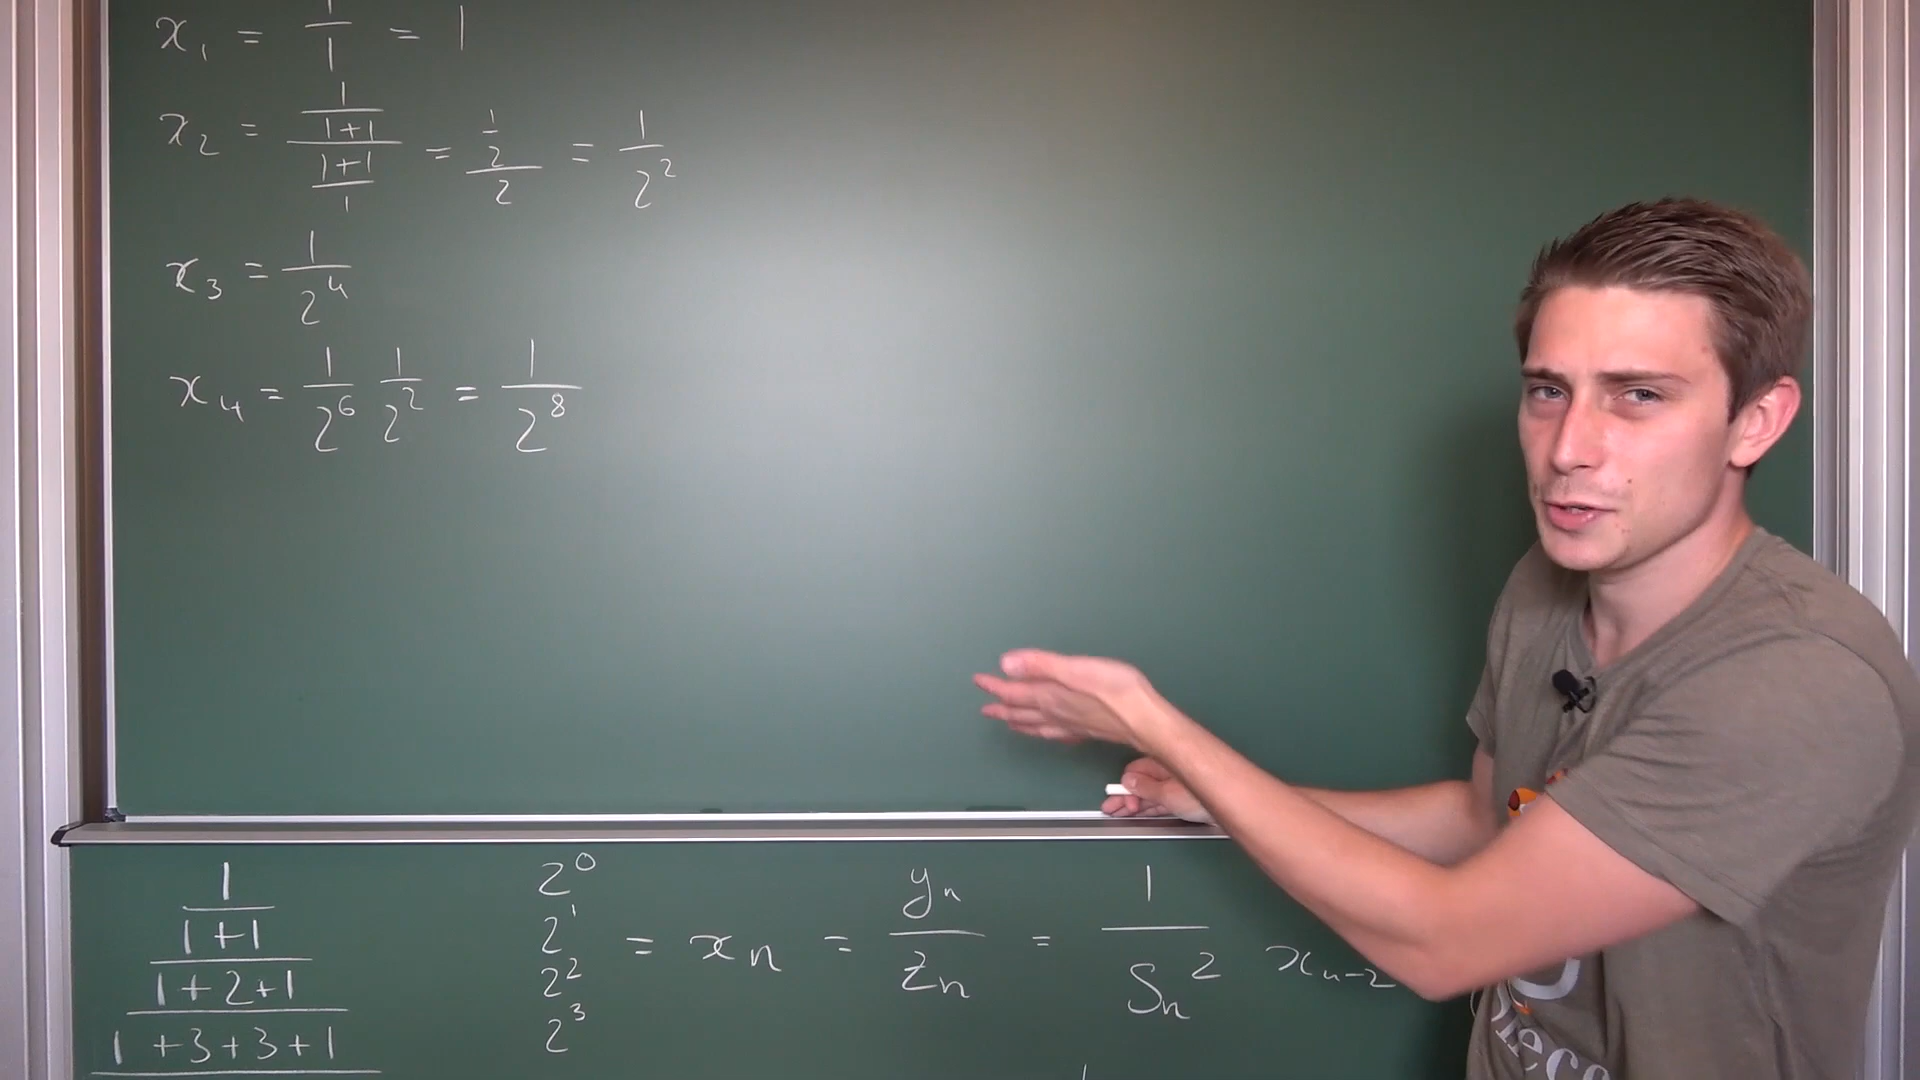 x₁ = 1/1 = 1
x₂ = ((1/(1+1))/((1+1)/1)) = (1/2)/2 = 1/2²
x₃ = 1/2⁴
x₄ = 1/2⁶ 1/2² = 1/2⁸
1
1+1
1+2+1
1+3+3+1
2⁰
2¹
2²
2³
= xₙ = yₙ/zₙ = 1/Sₙ² xₙ₋₂